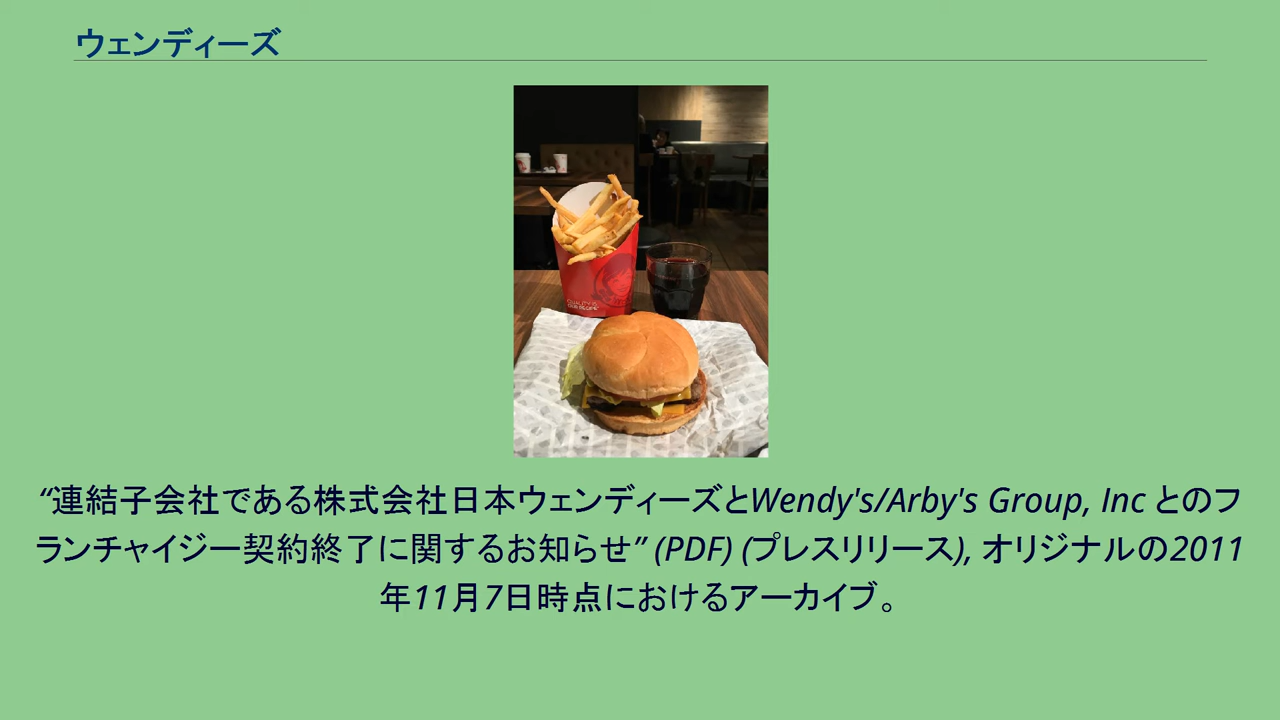 ウェンディーズ
QUALITY IS
OUR RECIPE
“連結子会社である株式会社日本ウェンディーズとWendy's/Arby's Group, Inc とのフ
ランチャイジー契約終了に関するお知らせ” (PDF) (プレスリリース), オリジナルの2011
年11月7日時点におけるアーカイブ。